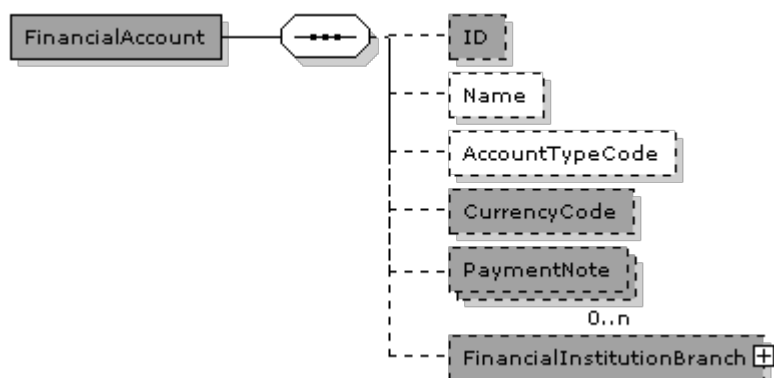 FinancialAccount
ID
Name
AccountTypeCode
CurrencyCode
PaymentNote
0..n
FinancialInstitutionBranch